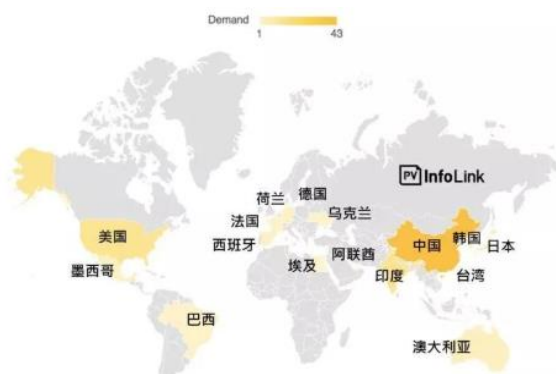 Demand
1 43
PV InfoLink
荷兰 德国
法国 乌克兰
西班牙
美国
墨西哥
埃及 阿联酋
中国 韩国 日本
印度 台湾
巴西
澳大利亚